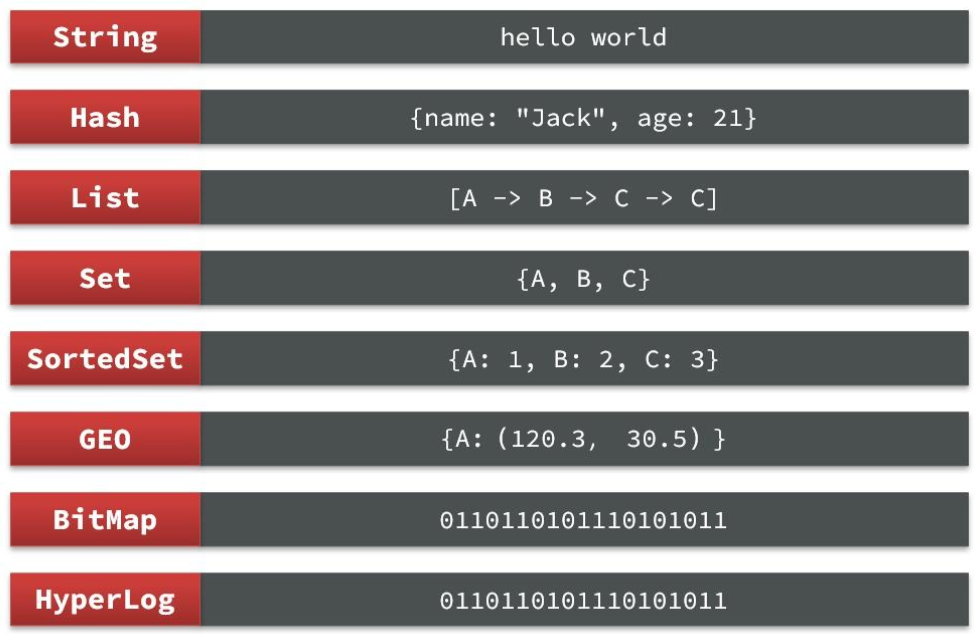 String hello world
Hash {name: "Jack", age: 21}
List [A -> B -> C -> C]
Set {A, B, C}
SortedSet {A: 1, B: 2, C: 3}
GEO {A: (120.3, 30.5) }
BitMap 0110110101110101011
HyperLog 0110110101110101011